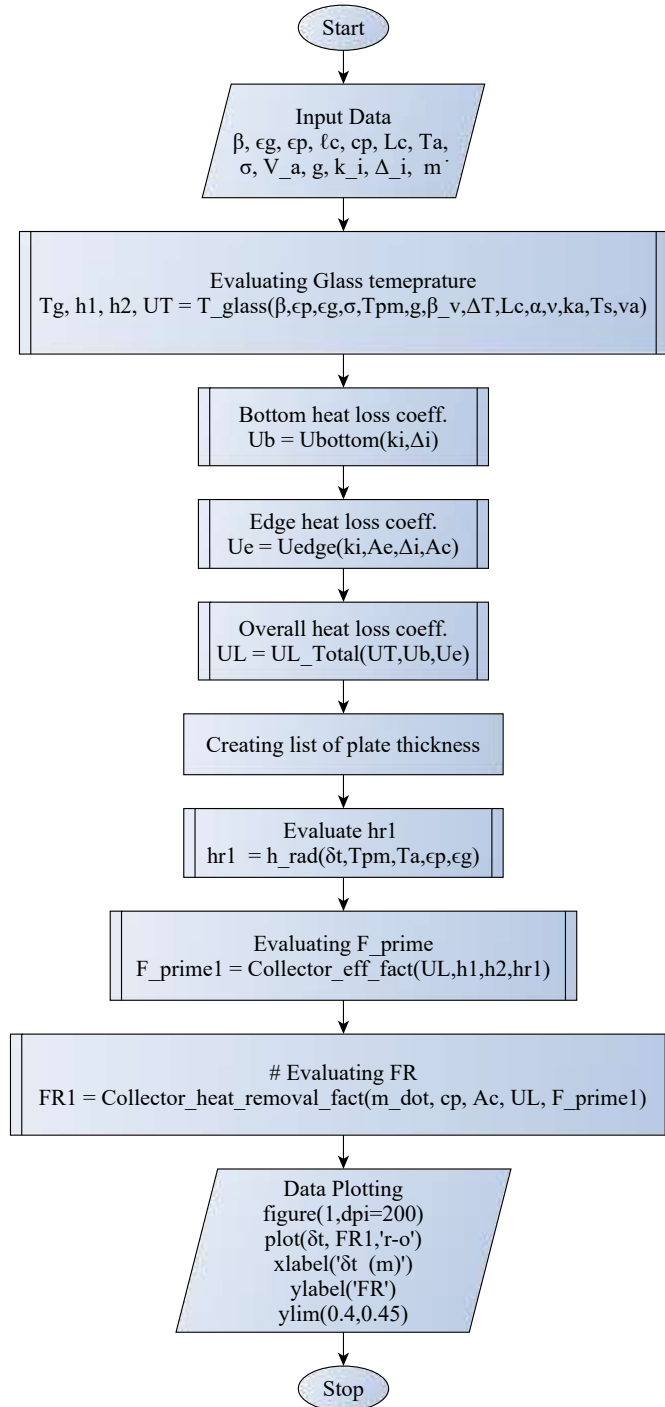 Start
Input Data
β, ϵg, ϵp, ℓc, cp, Lc, Ta,
σ, V_a, g, k_i, Δ_i, m˙
Evaluating Glass temeprature
Tg, h1, h2, UT = T_glass(β,ϵp,ϵg,σ,Tpm,g,β_v,ΔT,Lc,α,ν,ka,Ts,va)
Bottom heat loss coeff.
Ub = Ubottom(ki,Δi)
Edge heat loss coeff.
Ue = Uedge(ki,Ae,Δi,Ac)
Overall heat loss coeff.
UL = UL_Total(UT,Ub,Ue)
Creating list of plate thickness
Evaluate hr1
hr1 = h_rad(δt,Tpm,Ta,ϵp,ϵg)
Evaluating F_prime
F_prime1 = Collector_eff_fact(UL,h1,h2,hr1)
# Evaluating FR
FR1 = Collector_heat_removal_fact(m_dot, cp, Ac, UL, F_prime1)
Data Plotting
figure(1,dpi=200)
plot(δt, FR1,'r-o')
xlabel('δt (m)')
ylabel('FR')
ylim(0.4,0.45)
Stop